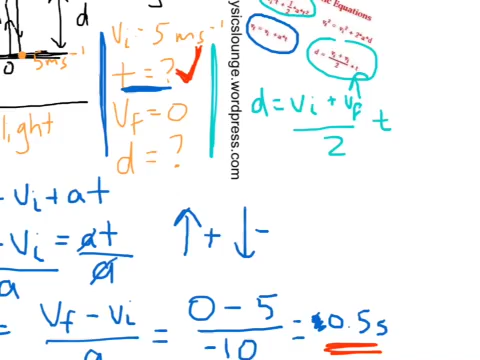 d
0 5ms⁻¹
light
Vi = 5 ms⁻¹
t = ?
Vf = 0
d = ?
physicslounge.wordpress.com
d = Vi + Vf / 2 t
Vi + at
Vi = at / a
a
↑ + ↓ -
= Vf - Vi / a = 0 - 5 / -10 = 0.5s